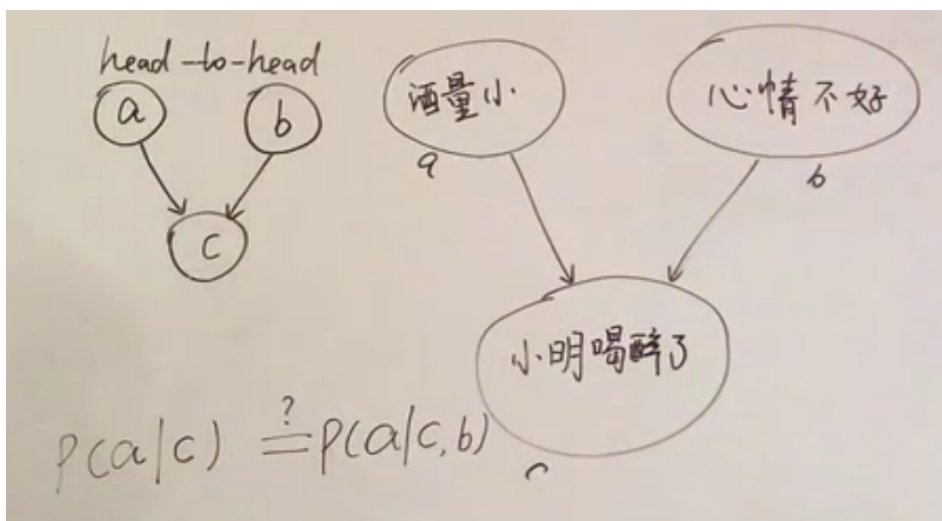 head-to-head
a
b
c
酒量小
a
心情不好
b
小明喝醉了
c
P(a|c) ?= P(a|c,b)